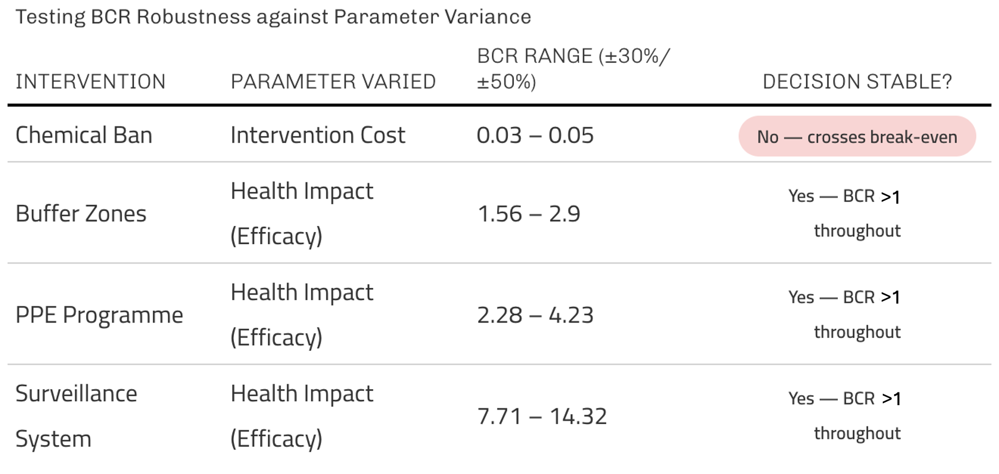 Testing BCR Robustness against Parameter Variance
BCR RANGE (±30%/
INTERVENTION PARAMETER VARIED ±50%) DECISION STABLE?
Chemical Ban Intervention Cost 0.03 – 0.05 No — crosses break-even
Health Impact Yes — BCR >1
Buffer Zones 1.56 – 2.9
(Efficacy) throughout
Health Impact Yes — BCR >1
PPE Programme 2.28 – 4.23
(Efficacy) throughout
Surveillance Health Impact Yes — BCR >1
7.71 – 14.32
System (Efficacy) throughout